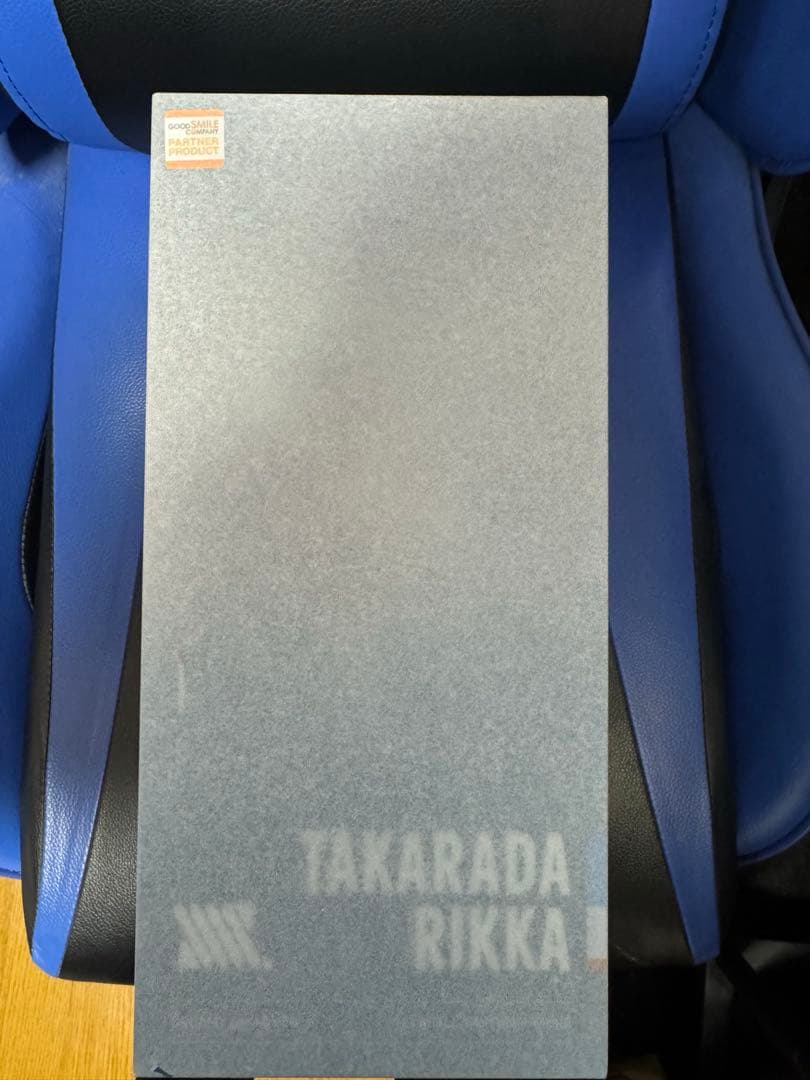 GOOD SMILE
COMPANY
PARTNER
PRODUCT
TAKARADA
RIKKA